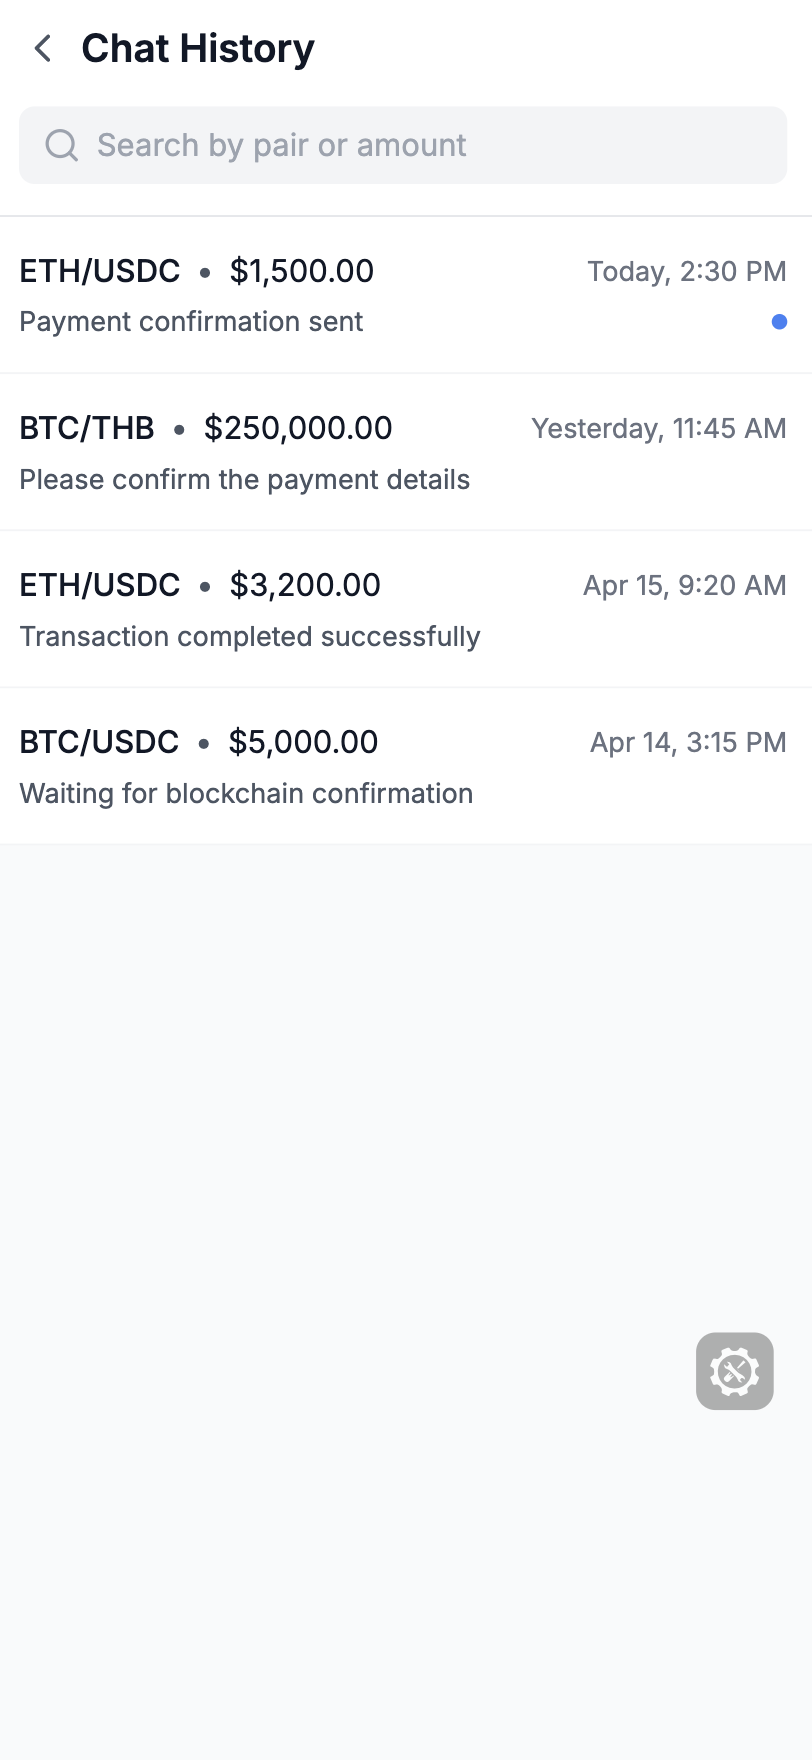 Chat History
Search by pair or amount
ETH/USDC • $1,500.00 Today, 2:30 PM
Payment confirmation sent
BTC/THB • $250,000.00 Yesterday, 11:45 AM
Please confirm the payment details
ETH/USDC • $3,200.00 Apr 15, 9:20 AM
Transaction completed successfully
BTC/USDC • $5,000.00 Apr 14, 3:15 PM
Waiting for blockchain confirmation